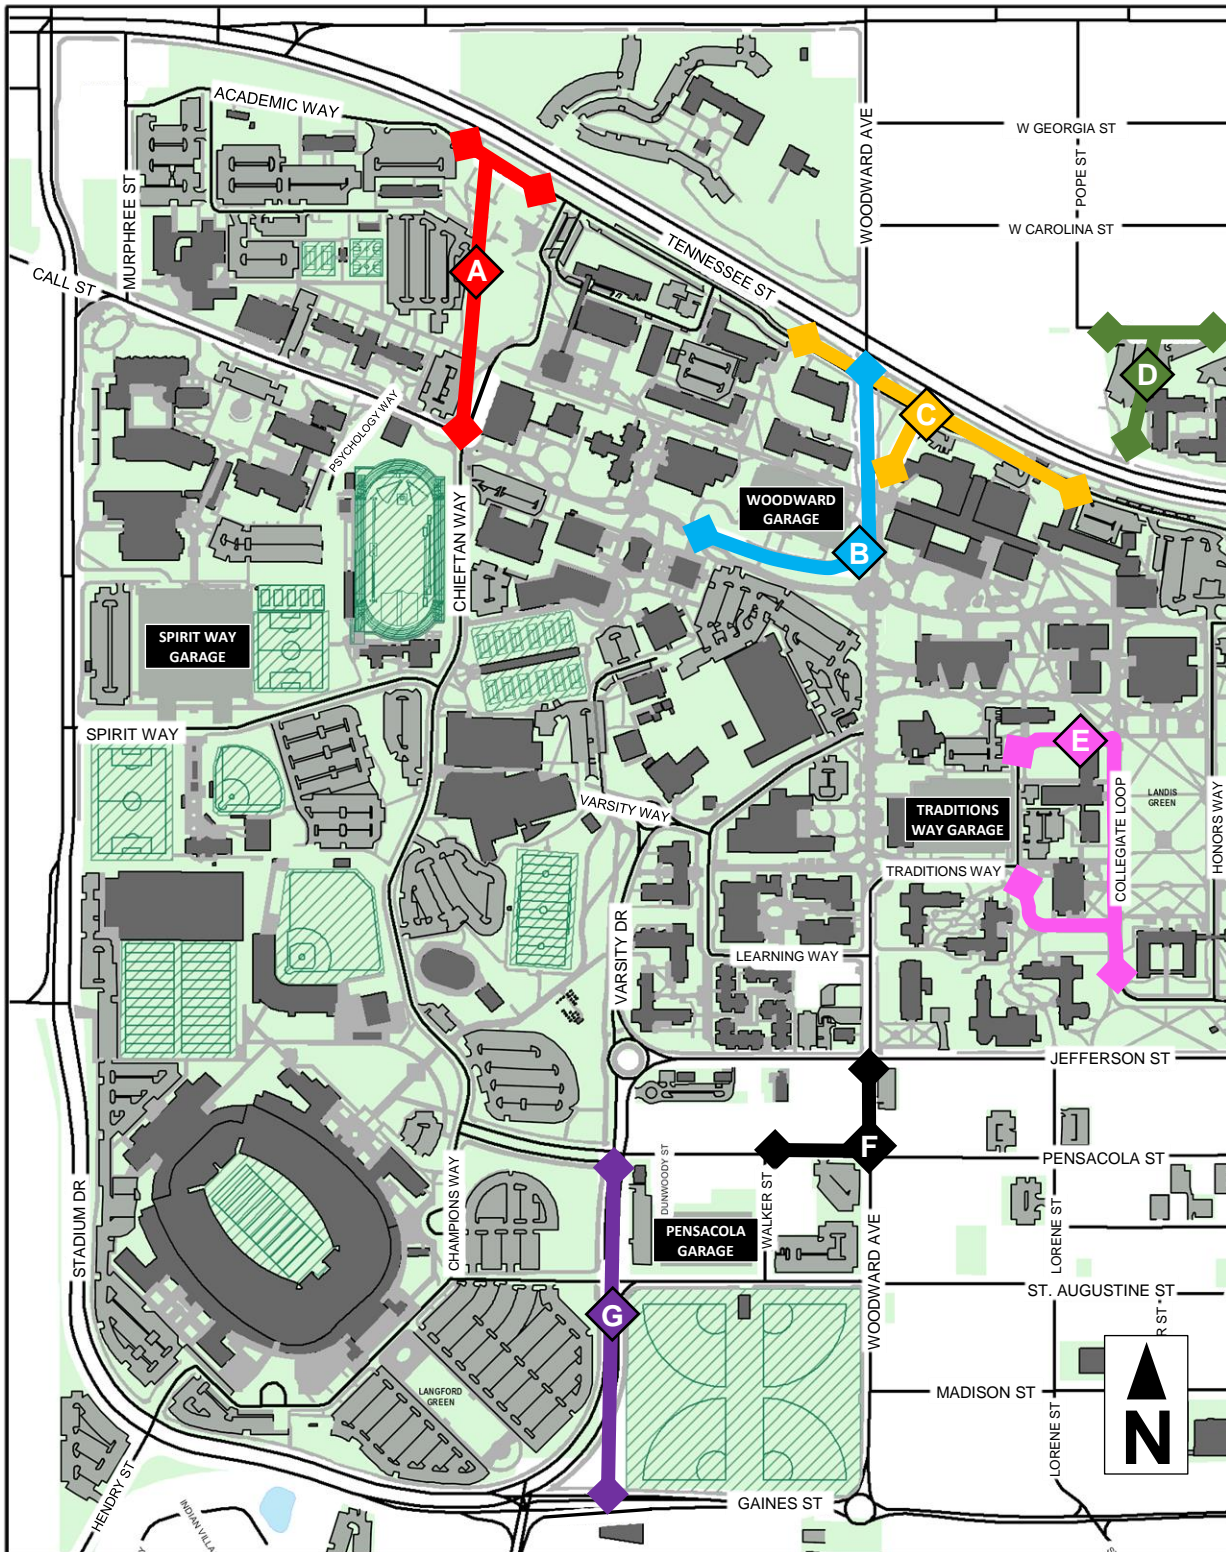 ACADEMIC WAY
W GEORGIA ST
POPE ST
WOODWARD AVE
MURPHREE ST
W CAROLINA ST
TENNESSEE ST
A
CALL ST
D
C
PSYCHOLOGY WAY
WOODWARD
GARAGE
B
CHIEFTAN WAY
SPIRIT WAY
GARAGE
SPIRIT WAY
E
LANDIS
GREEN
COLLEGIATE LOOP
HONORS WAY
VARSITY WAY
TRADITIONS
WAY GARAGE
TRADITIONS WAY
VARSITY DR
LEARNING WAY
JEFFERSON ST
F
PENSACOLA ST
DUNWOODY ST
WALKER ST
CHAMPIONS WAY
STADIUM DR
PENSACOLA
GARAGE
LORENE ST
WOODWARD AVE
ST. AUGUSTINE ST
G
R ST
LANGFORD
GREEN
MADISON ST
N
LORENE ST
HENDRY ST
GAINES ST
INDIAN VILLA